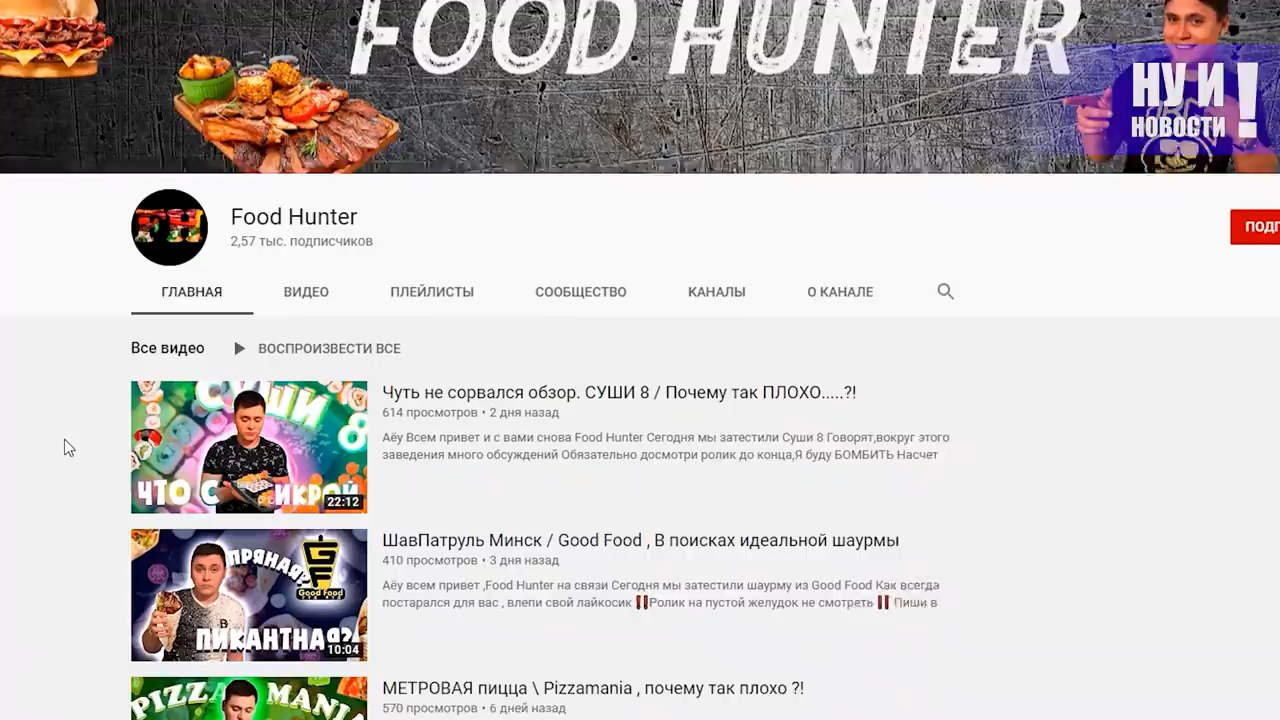 FOOD HUNTER
НУ И
НОВОСТИ!
FH
Food Hunter
2,57 тыс. подписчиков
ПОДП
ГЛАВНАЯ
ВИДЕО
ПЛЕЙЛИСТЫ
СООБЩЕСТВО
КАНАЛЫ
О КАНАЛЕ
Все видео
ВОСПРОИЗВЕСТИ ВСЕ
СУШИ 8
ЧТО С ИКРОЙ
22:12
Чуть не сорвался обзор. СУШИ 8 / Почему так ПЛОХО.....?!
614 просмотров • 2 дня назад
Аёу Всем привет и с вами снова Food Hunter Сегодня мы затестили Суши 8 Говорят,вокруг этого
заведения много обсуждений Обязательно досмотри ролик до конца,Я буду БОМБИТЬ Насчет
ПРЯНАЯ?
GF
Good Food
ПИКАНТНАЯ?
10:04
ШавПатруль Минск / Good Food , В поисках идеальной шаурмы
410 просмотров • 3 дня назад
Аёу всем привет ,Food Hunter на связи Сегодня мы затестили шаурму из Good Food Как всегда
постарался для вас , влепи свой лайкосик ‼️Ролик на пустой желудок не смотреть ‼️ Пиши в
PIZZA MANIA
МЕТРОВАЯ пицца \ Pizzamania , почему так плохо ?!
570 просмотров • 6 дней назад